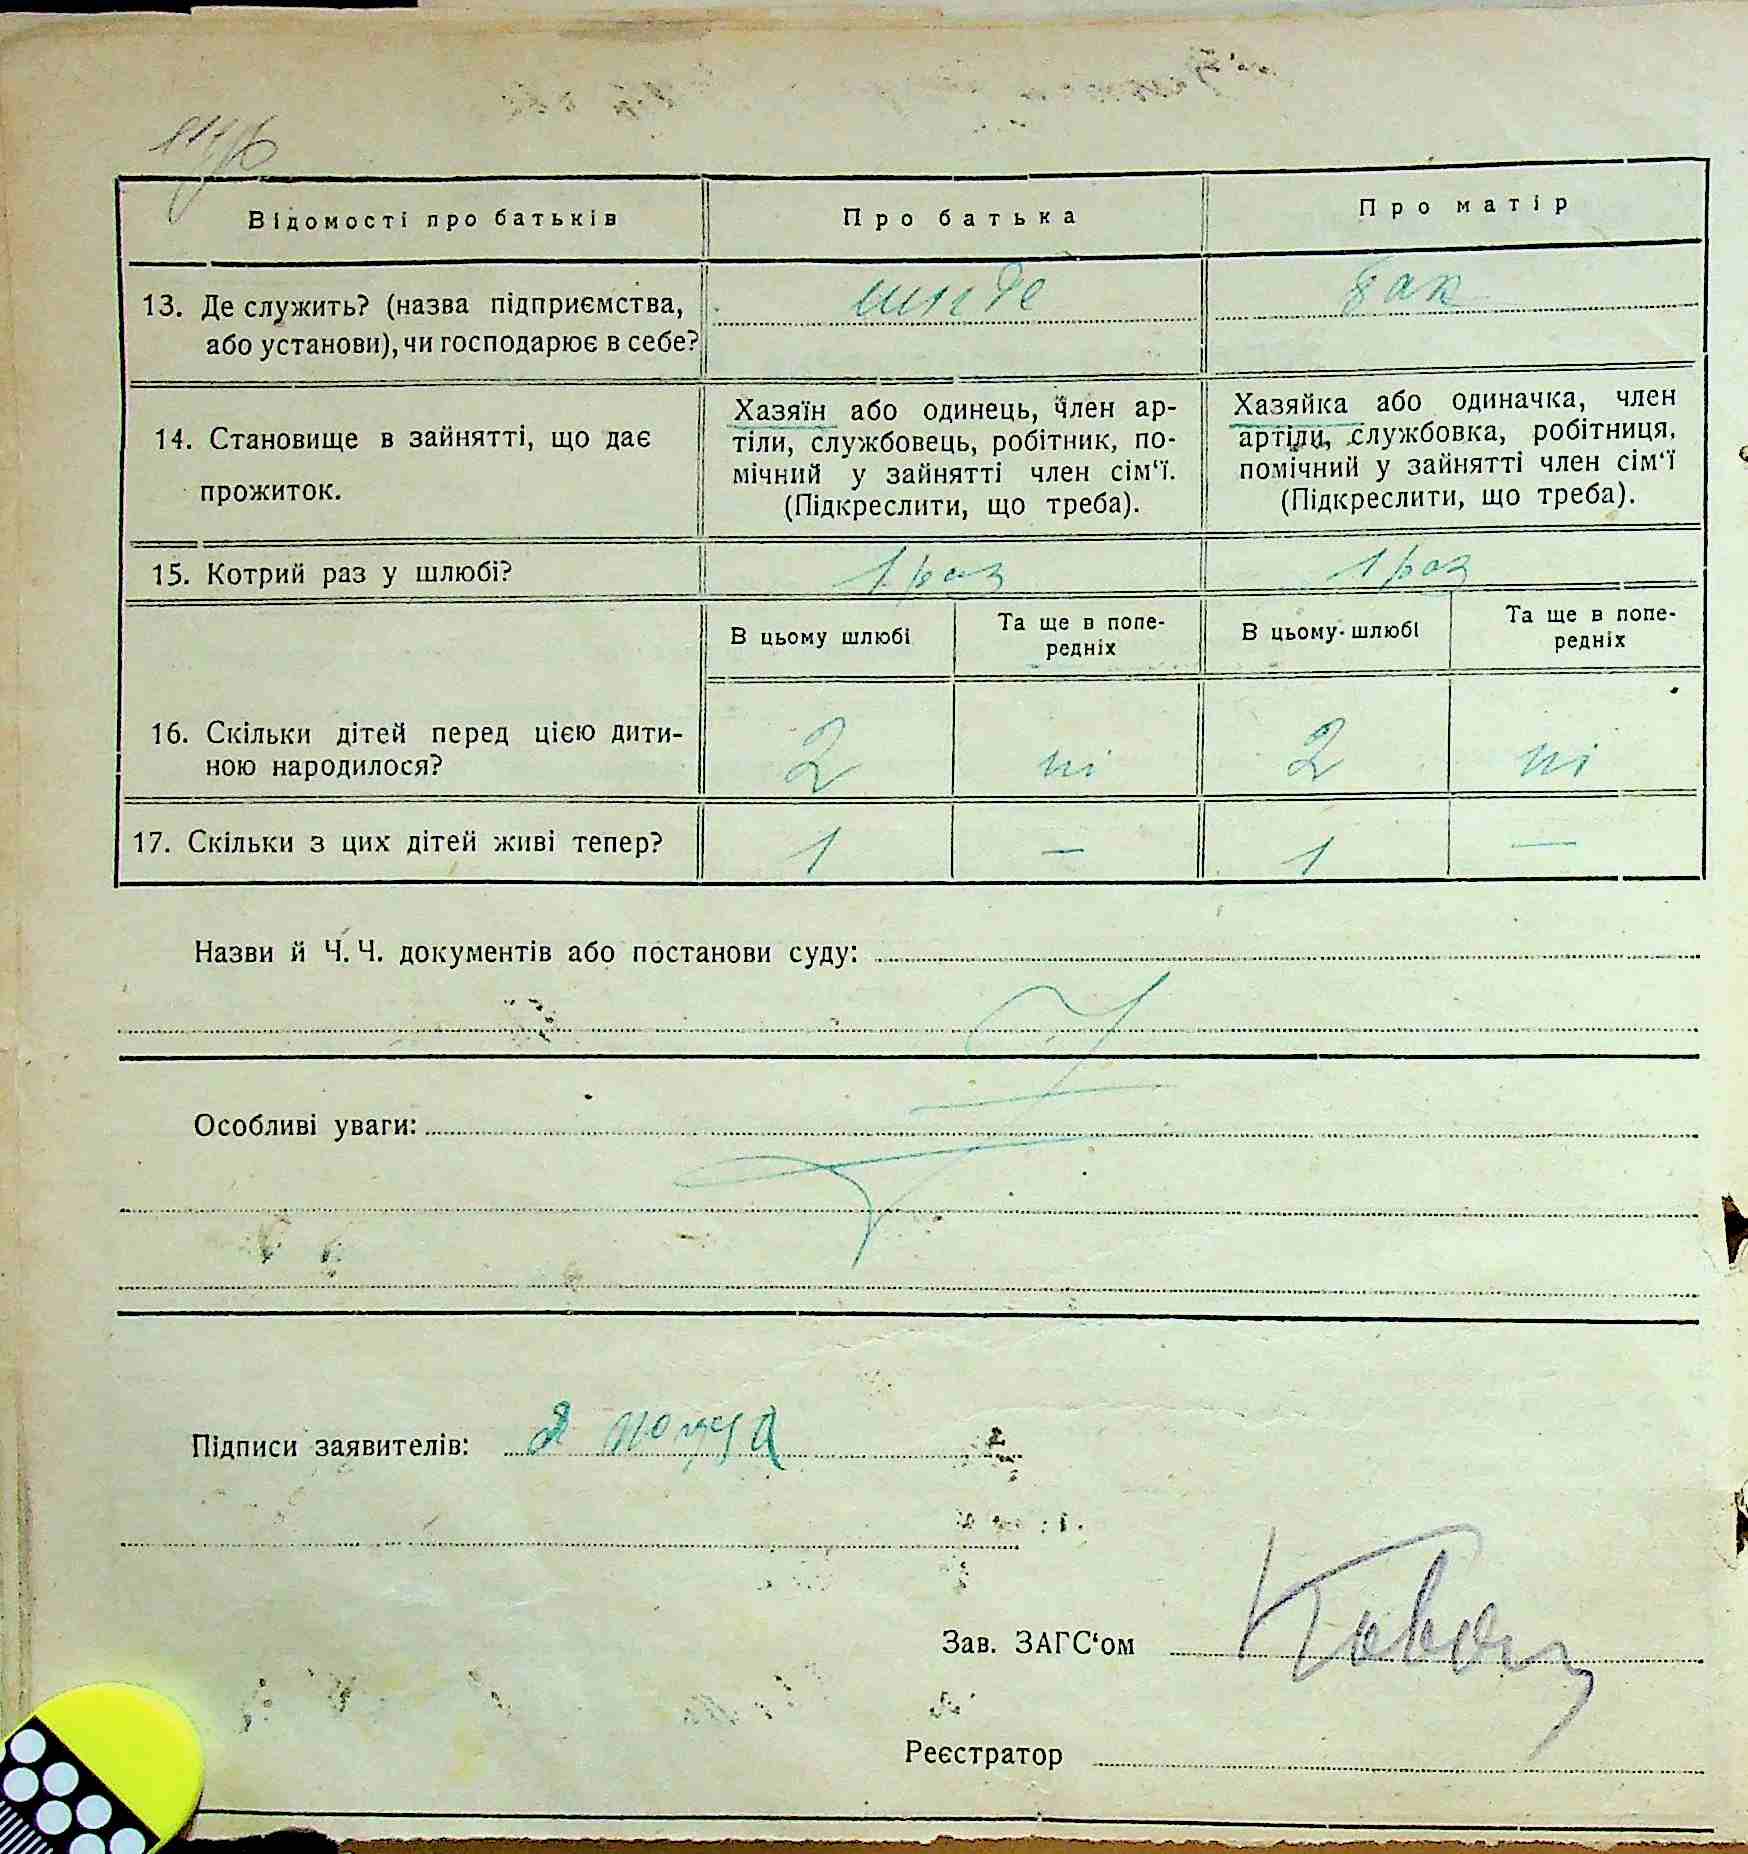 Відомості про батьків
Про батька
Про матір
13. Де служить? (назва підприємства,
або установи), чи господарює в себе?
ніде
так
14. Становище в зайнятті, що дає
прожиток.
Хазяїн або одинець, член ар-
тіли, службовець, робітник, по-
мічний у зайнятті член сім‘ї.
(Підкреслити, що треба).
Хазяйка або одиначка, член
артіли, службовка, робітниця,
помічний у зайнятті член сім‘ї
(Підкреслити, що треба).
15. Котрий раз у шлюбі?
1 раз
1 раз
В цьому шлюбі
Та ще в попе-
редніх
В цьому шлюбі
Та ще в попе-
редніх
16. Скільки дітей перед цією дити-
ною народилося?
2
ні
2
ні
17. Скільки з цих дітей живі тепер?
1
—
1
—
Назви й Ч. Ч. документів або постанови суду:
Особливі уваги:
Підписи заявителів:
Зав. ЗАГС‘ом
Реєстратор